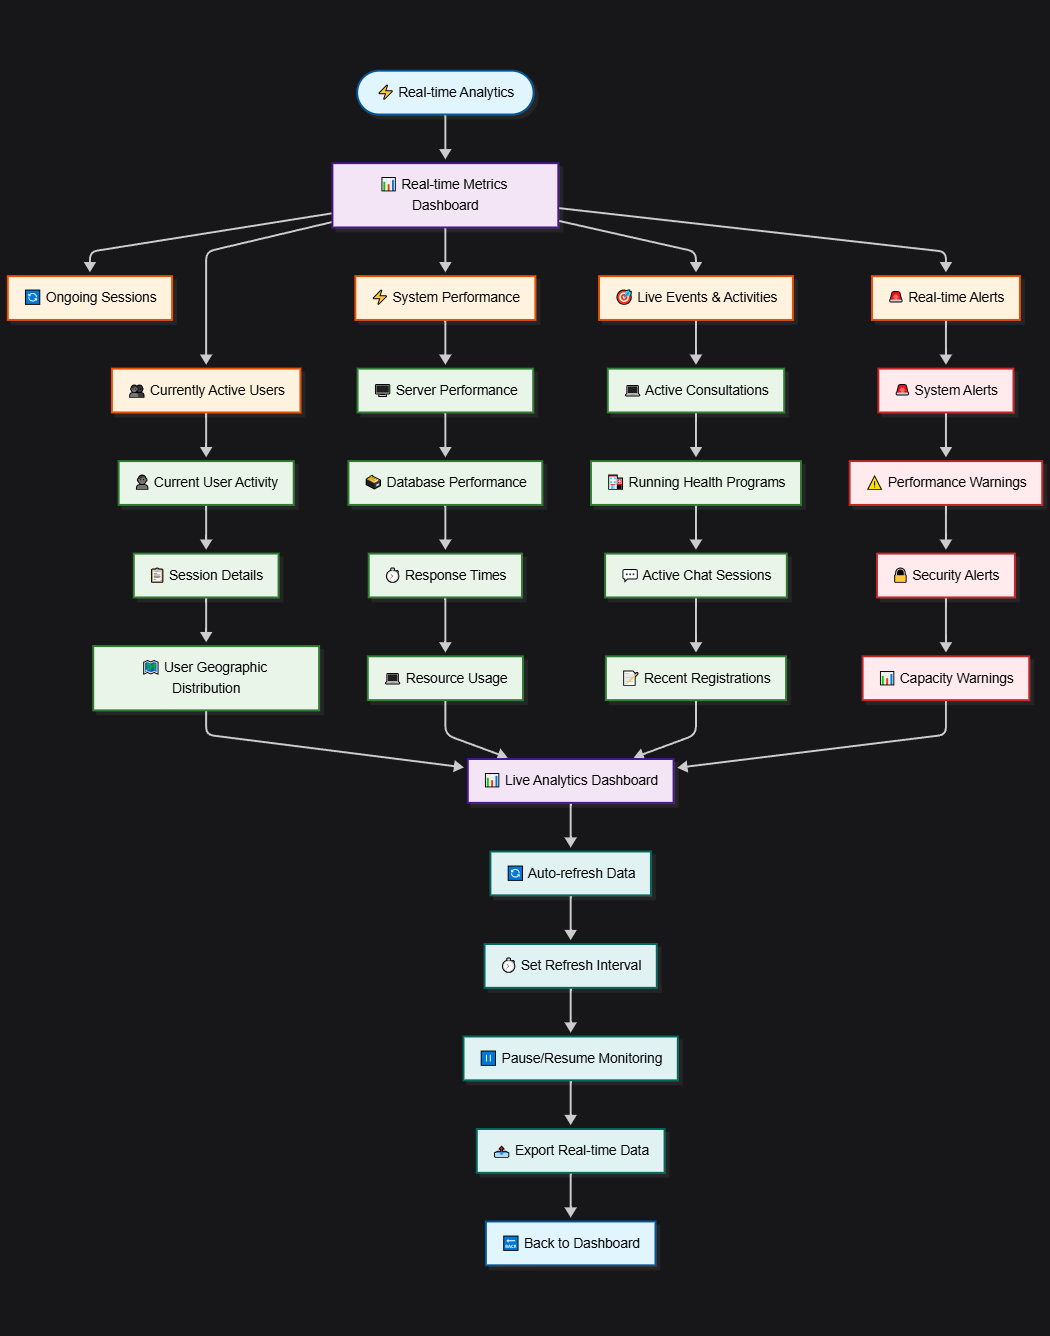 ⚡ Real-time Analytics
📊 Real-time Metrics
Dashboard
🔄 Ongoing Sessions
⚡ System Performance
🎯 Live Events & Activities
🚨 Real-time Alerts
👥 Currently Active Users
🖥️ Server Performance
💻 Active Consultations
🚨 System Alerts
👤 Current User Activity
🗃️ Database Performance
🏥 Running Health Programs
⚠️ Performance Warnings
📋 Session Details
⏱️ Response Times
💬 Active Chat Sessions
🔒 Security Alerts
🗺️ User Geographic
Distribution
💻 Resource Usage
📝 Recent Registrations
📊 Capacity Warnings
📊 Live Analytics Dashboard
🔄 Auto-refresh Data
⏱️ Set Refresh Interval
⏸️ Pause/Resume Monitoring
📤 Export Real-time Data
🔙 Back to Dashboard